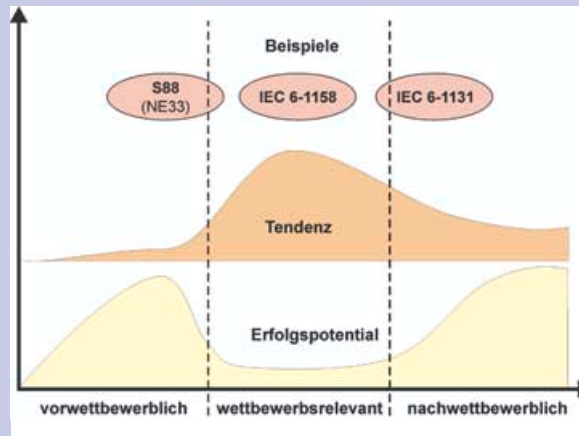 Beispiele
S88
(NE33)
IEC 6-1158
IEC 6-1131
Tendenz
Erfolgspotential
vorwettbewerblich
wettbewerbsrelevant
nachwettbewerblich